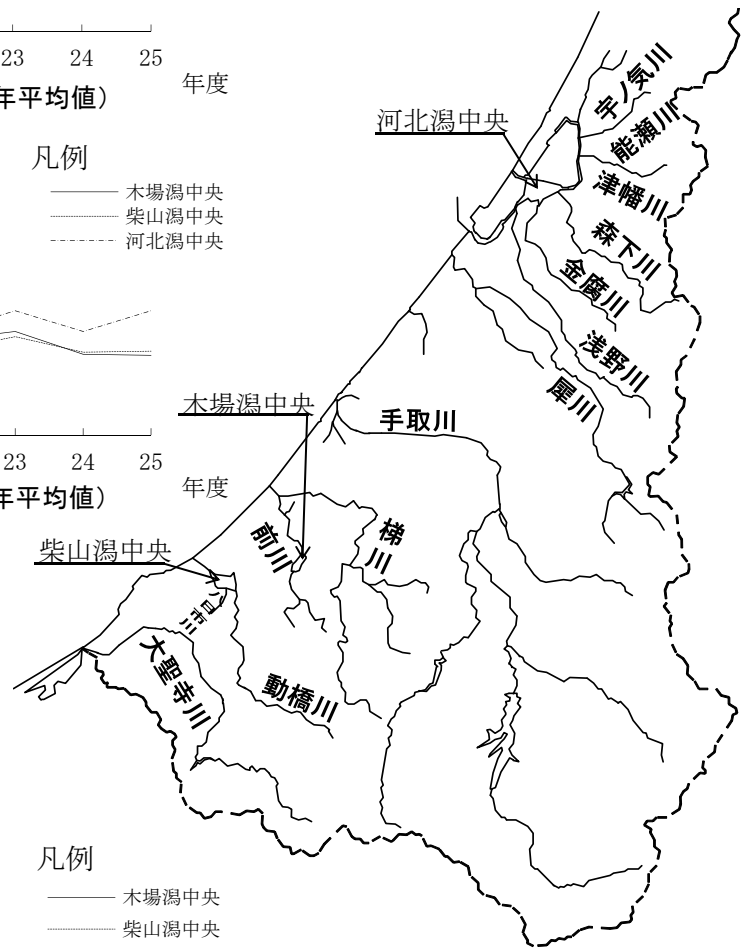 23 24 25
年度
年平均値)
凡例
木場潟中央
柴山潟中央
河北潟中央
23 24 25
年度
年平均値)
凡例
木場潟中央
柴山潟中央
河北潟中央
宇ノ気川
能瀬川
津幡川
森下川
金腐川
浅野川
犀川
木場潟中央
手取川
柴山潟中央
前川
梯川
八日市川
動橋川
大聖寺川